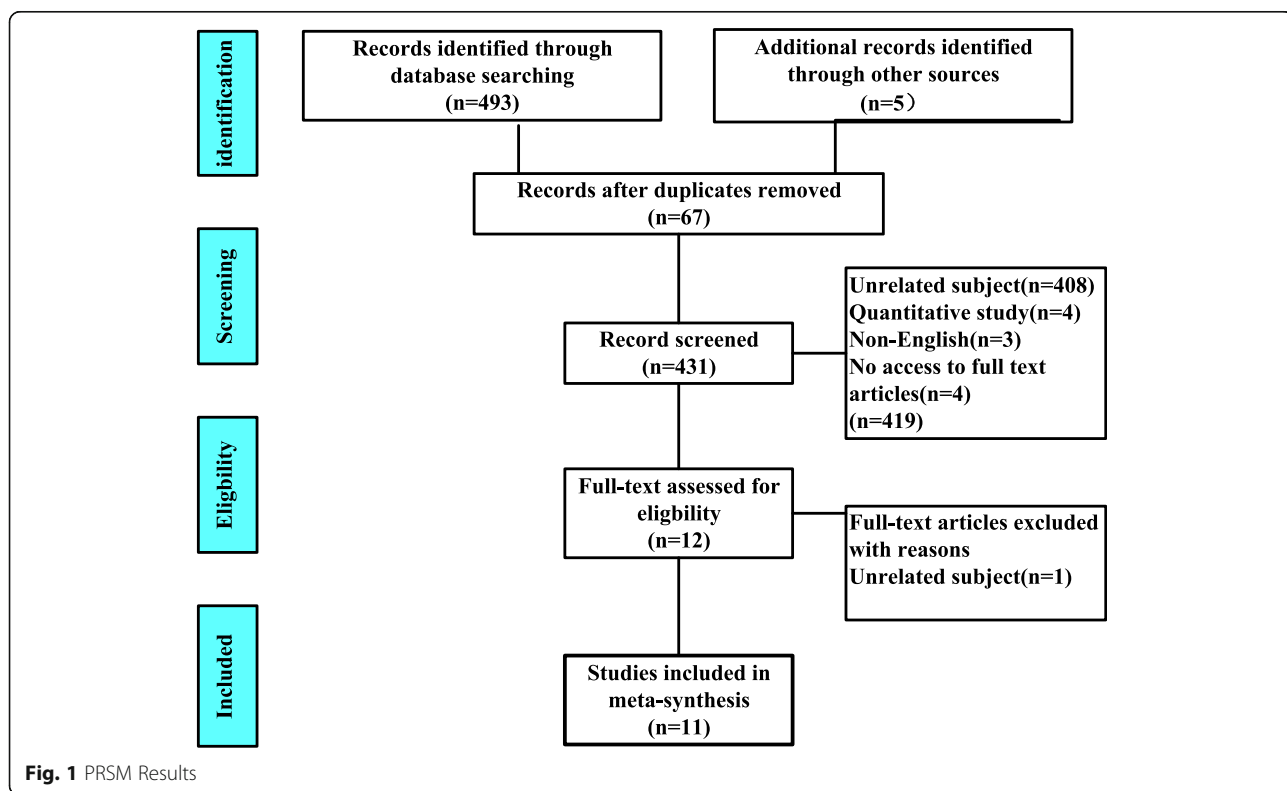 identification
Records identified through
database searching
(n=493)
Additional records identified
through other sources
(n=5）
Records after duplicates removed
(n=67)
Screening
Record screened
(n=431)
Unrelated subject(n=408)
Quantitative study(n=4)
Non-English(n=3)
No access to full text
articles(n=4)
(n=419)
Eligbility
Full-text assessed for
eligbility
(n=12)
Full-text articles excluded
with reasons
Unrelated subject(n=1)
Included
Studies included in
meta-synthesis
(n=11)
Fig. 1 PRSM Results